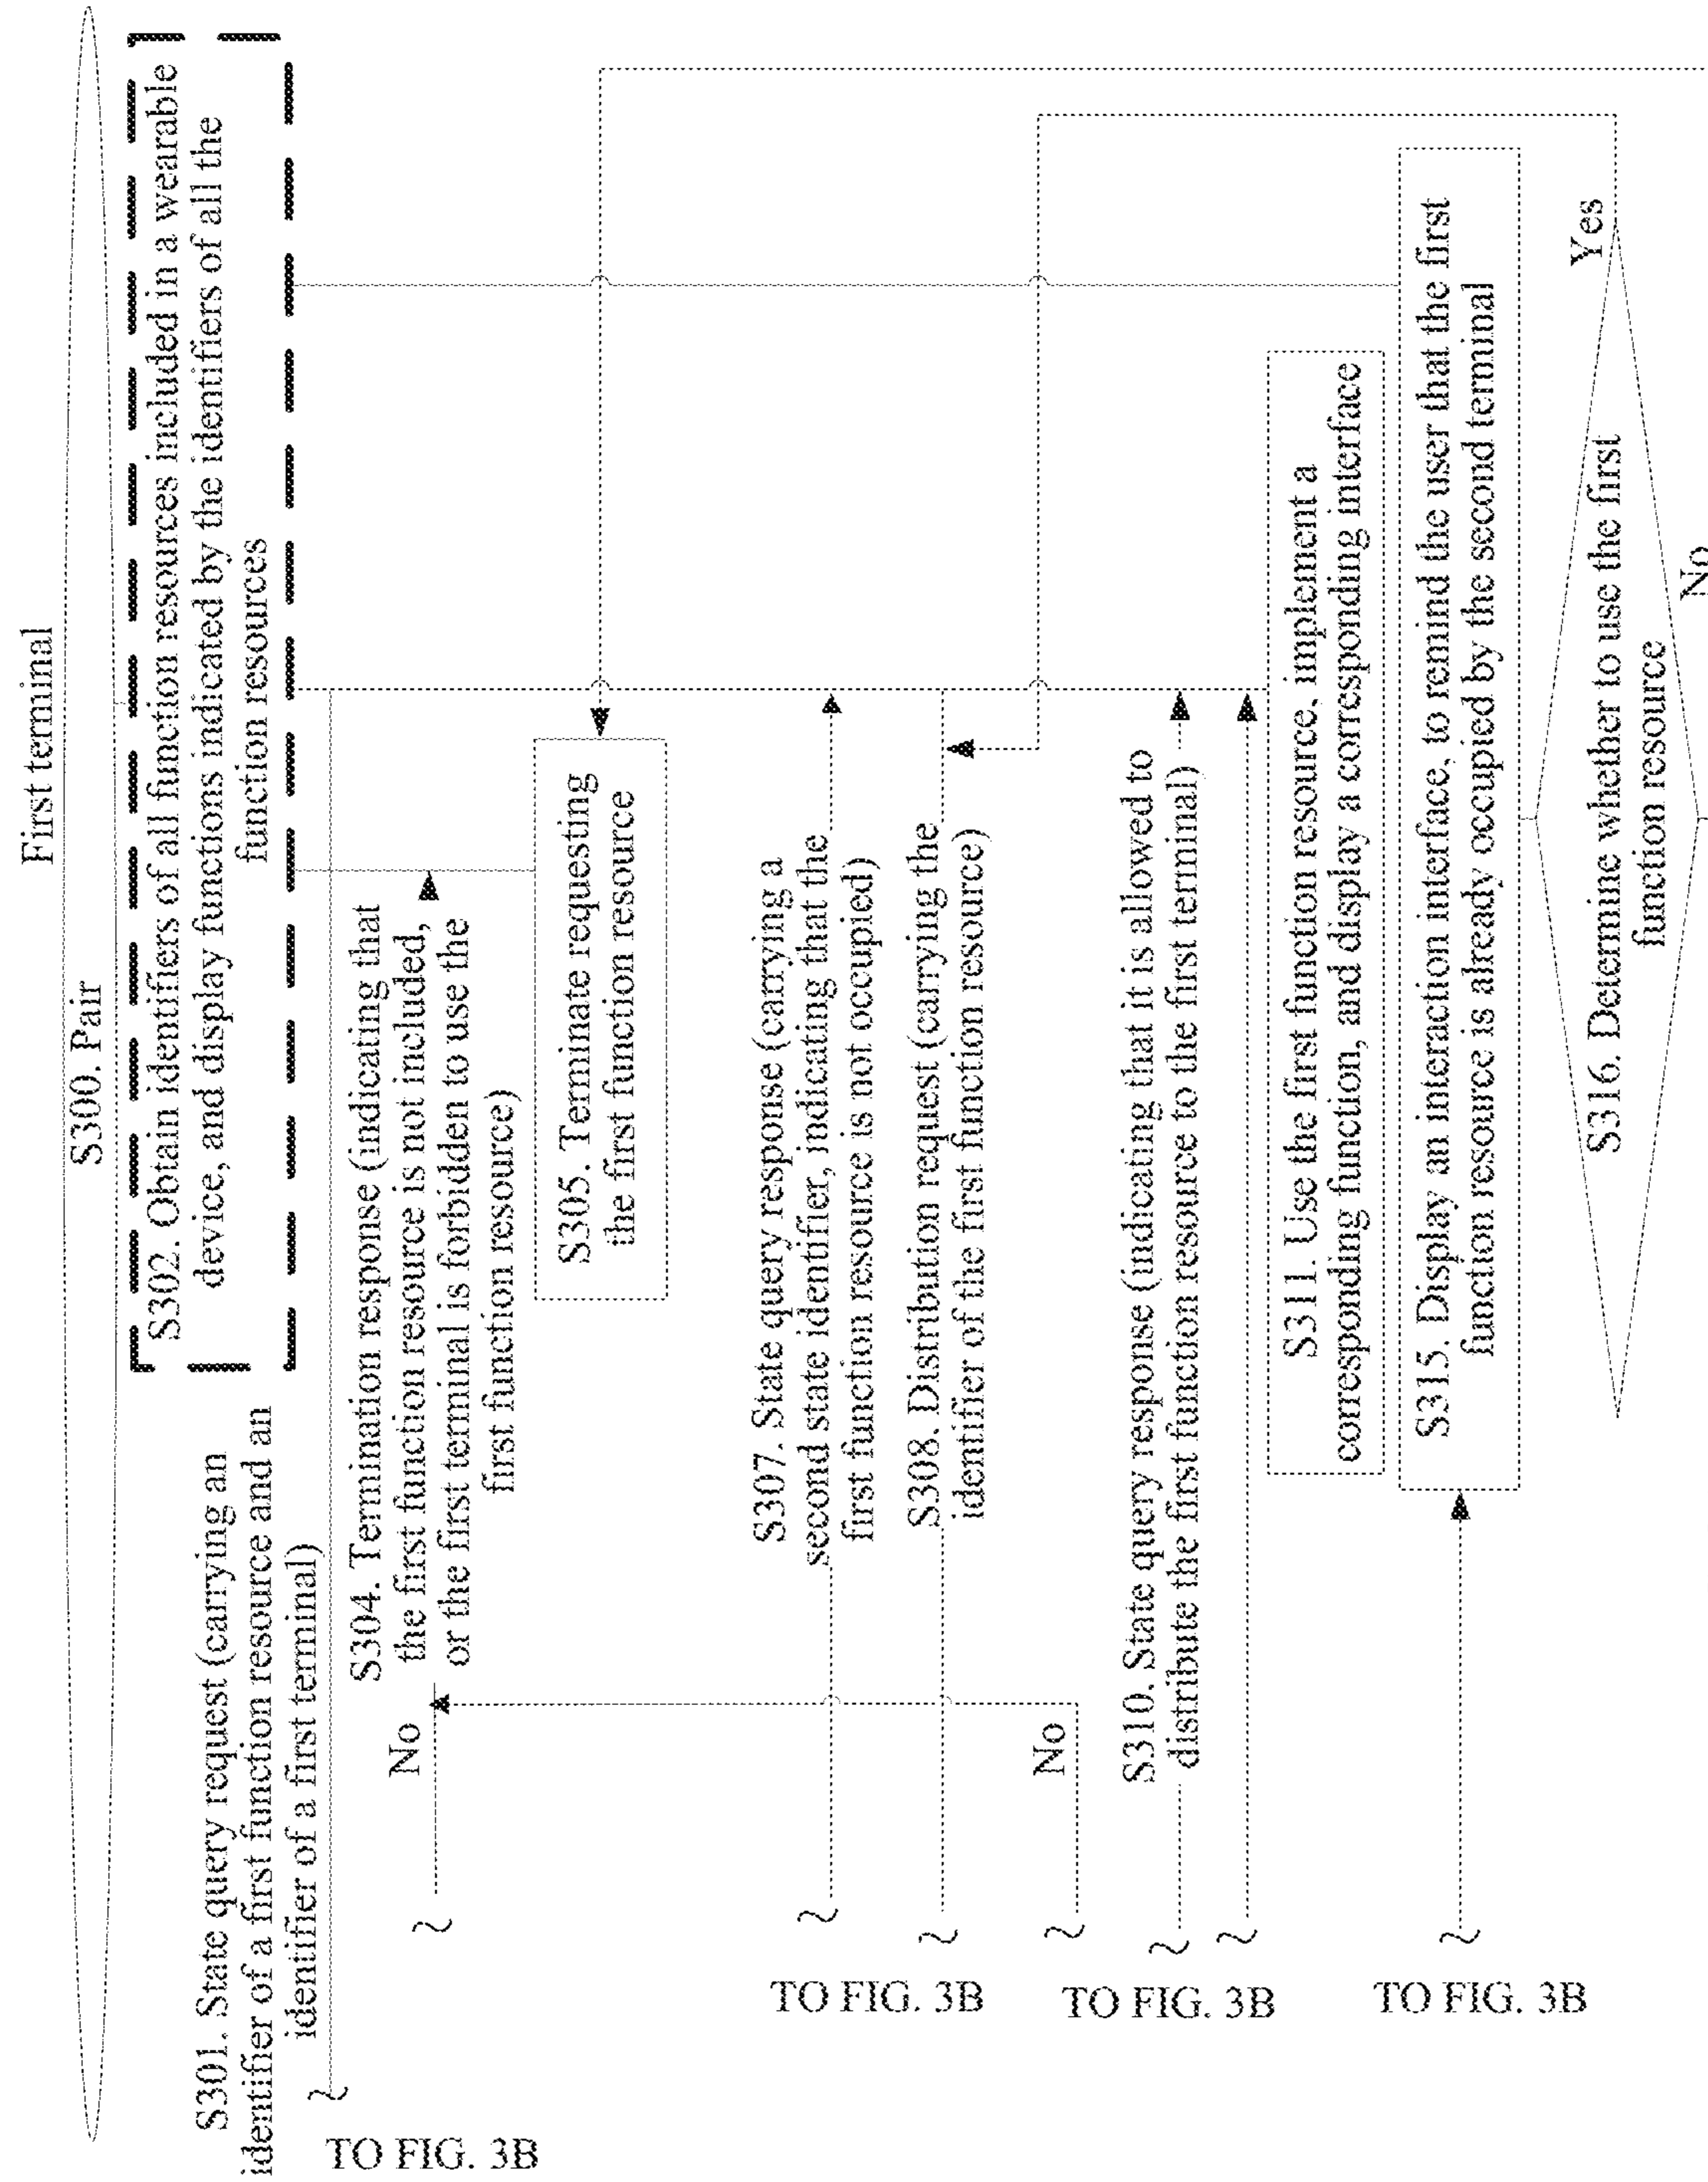 First terminal
S300. Pair
S302. Obtain identifiers of all function resources included in a wearable
device, and display functions indicated by the identifiers of all the
function resources
S301. State query request (carrying an
identifier of a first function resource and an
identifier of a first terminal)
TO FIG. 3B
S304. Termination response (indicating that
the first function resource is not included,
or the first terminal is forbidden to use the
first function resource)
No
S305. Terminate requesting
the first function resource
S307. State query response (carrying a
second state identifier, indicating that the
first function resource is not occupied)
TO FIG. 3B
S308. Distribution request (carrying the
identifier of the first function resource)
No
TO FIG. 3B
S310. State query response (indicating that it is allowed to
distribute the first function resource to the first terminal)
S311. Use the first function resource, implement a
corresponding function, and display a corresponding interface
S315. Display an interaction interface, to remind the user that the first
function resource is already occupied by the second terminal
TO FIG. 3B
S316. Determine whether to use the first
function resource
Yes
No